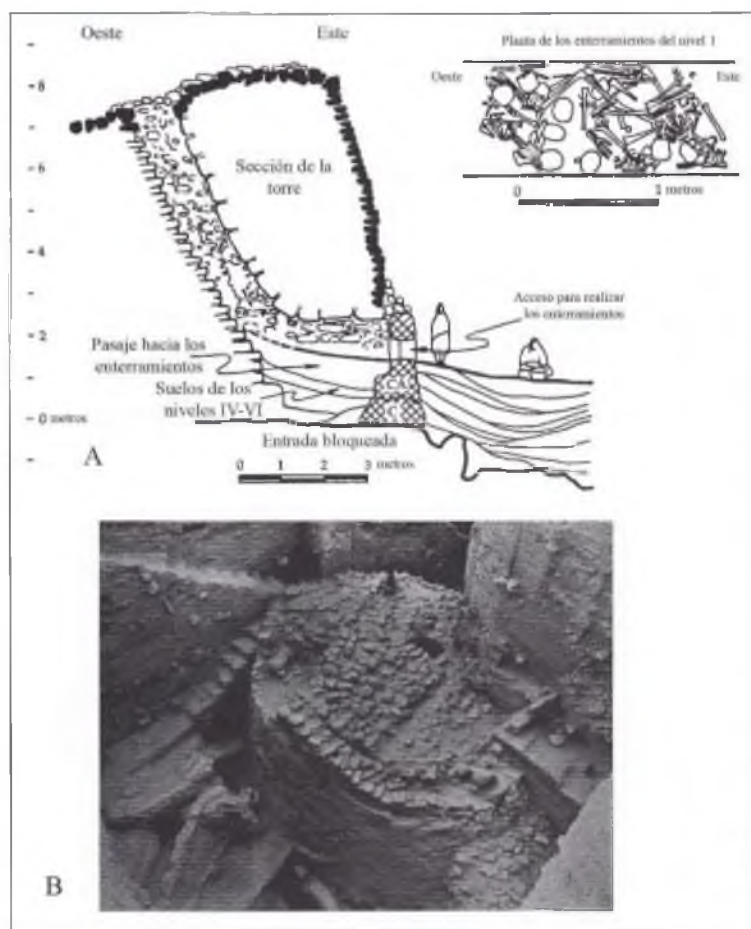 Oeste
Este
Planta de los enterramientos del nivel 1
Oeste
Este
0 1 metros
8
6
4
2
0 metros
Sección de la
torre
Acceso para realizar
los enterramientos
Pasaje hacia los
enterramientos
Suelos de los
niveles IV-VI
C
Entrada bloqueada
0 1 2 3 metros
A
B